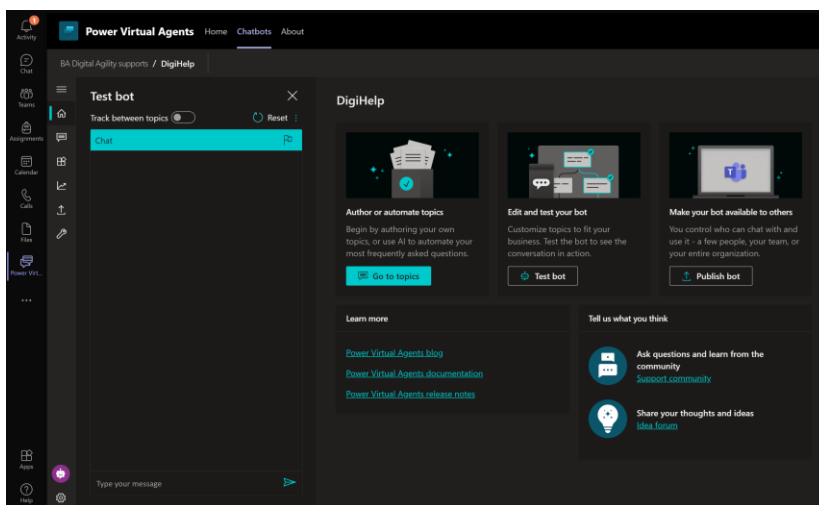 1
Activity
Chat
Teams
Assignments
Calendar
Calls
Files
Power Virt...
...
Apps
Help
Power Virtual Agents Home Chatbots About
BA Digital Agility supports / DigiHelp
Test bot
Track between topics
Reset
Chat
Type your message
DigiHelp
Author or automate topics
Begin by authoring your own
topics, or use AI to automate your
most frequently asked questions.
Go to topics
Edit and test your bot
Customize topics to fit your
business. Test the bot to see the
conversation in action.
Test bot
Make your bot available to others
You control who can chat with and
use it - a few people, your team, or
your entire organization.
Publish bot
Learn more
Power Virtual Agents blog
Power Virtual Agents documentation
Power Virtual Agents release notes
Tell us what you think
Ask questions and learn from the
community
Support community
Share your thoughts and ideas
Idea forum